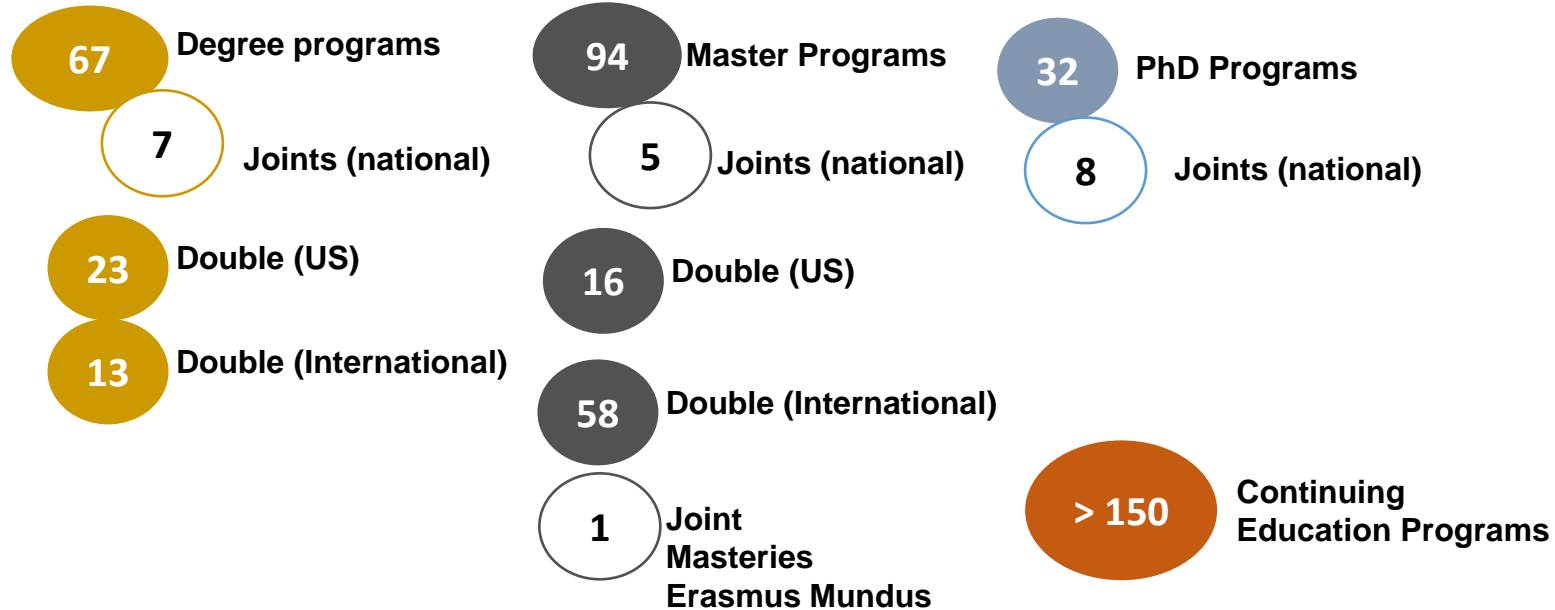 67
Degree programs
7
Joints (national)
23
Double (US)
13
Double (International)
94
Master Programs
5
Joints (national)
16
Double (US)
58
Double (International)
1
Joint
Masteries
Erasmus Mundus
32
PhD Programs
8
Joints (national)
> 150
Continuing
Education Programs